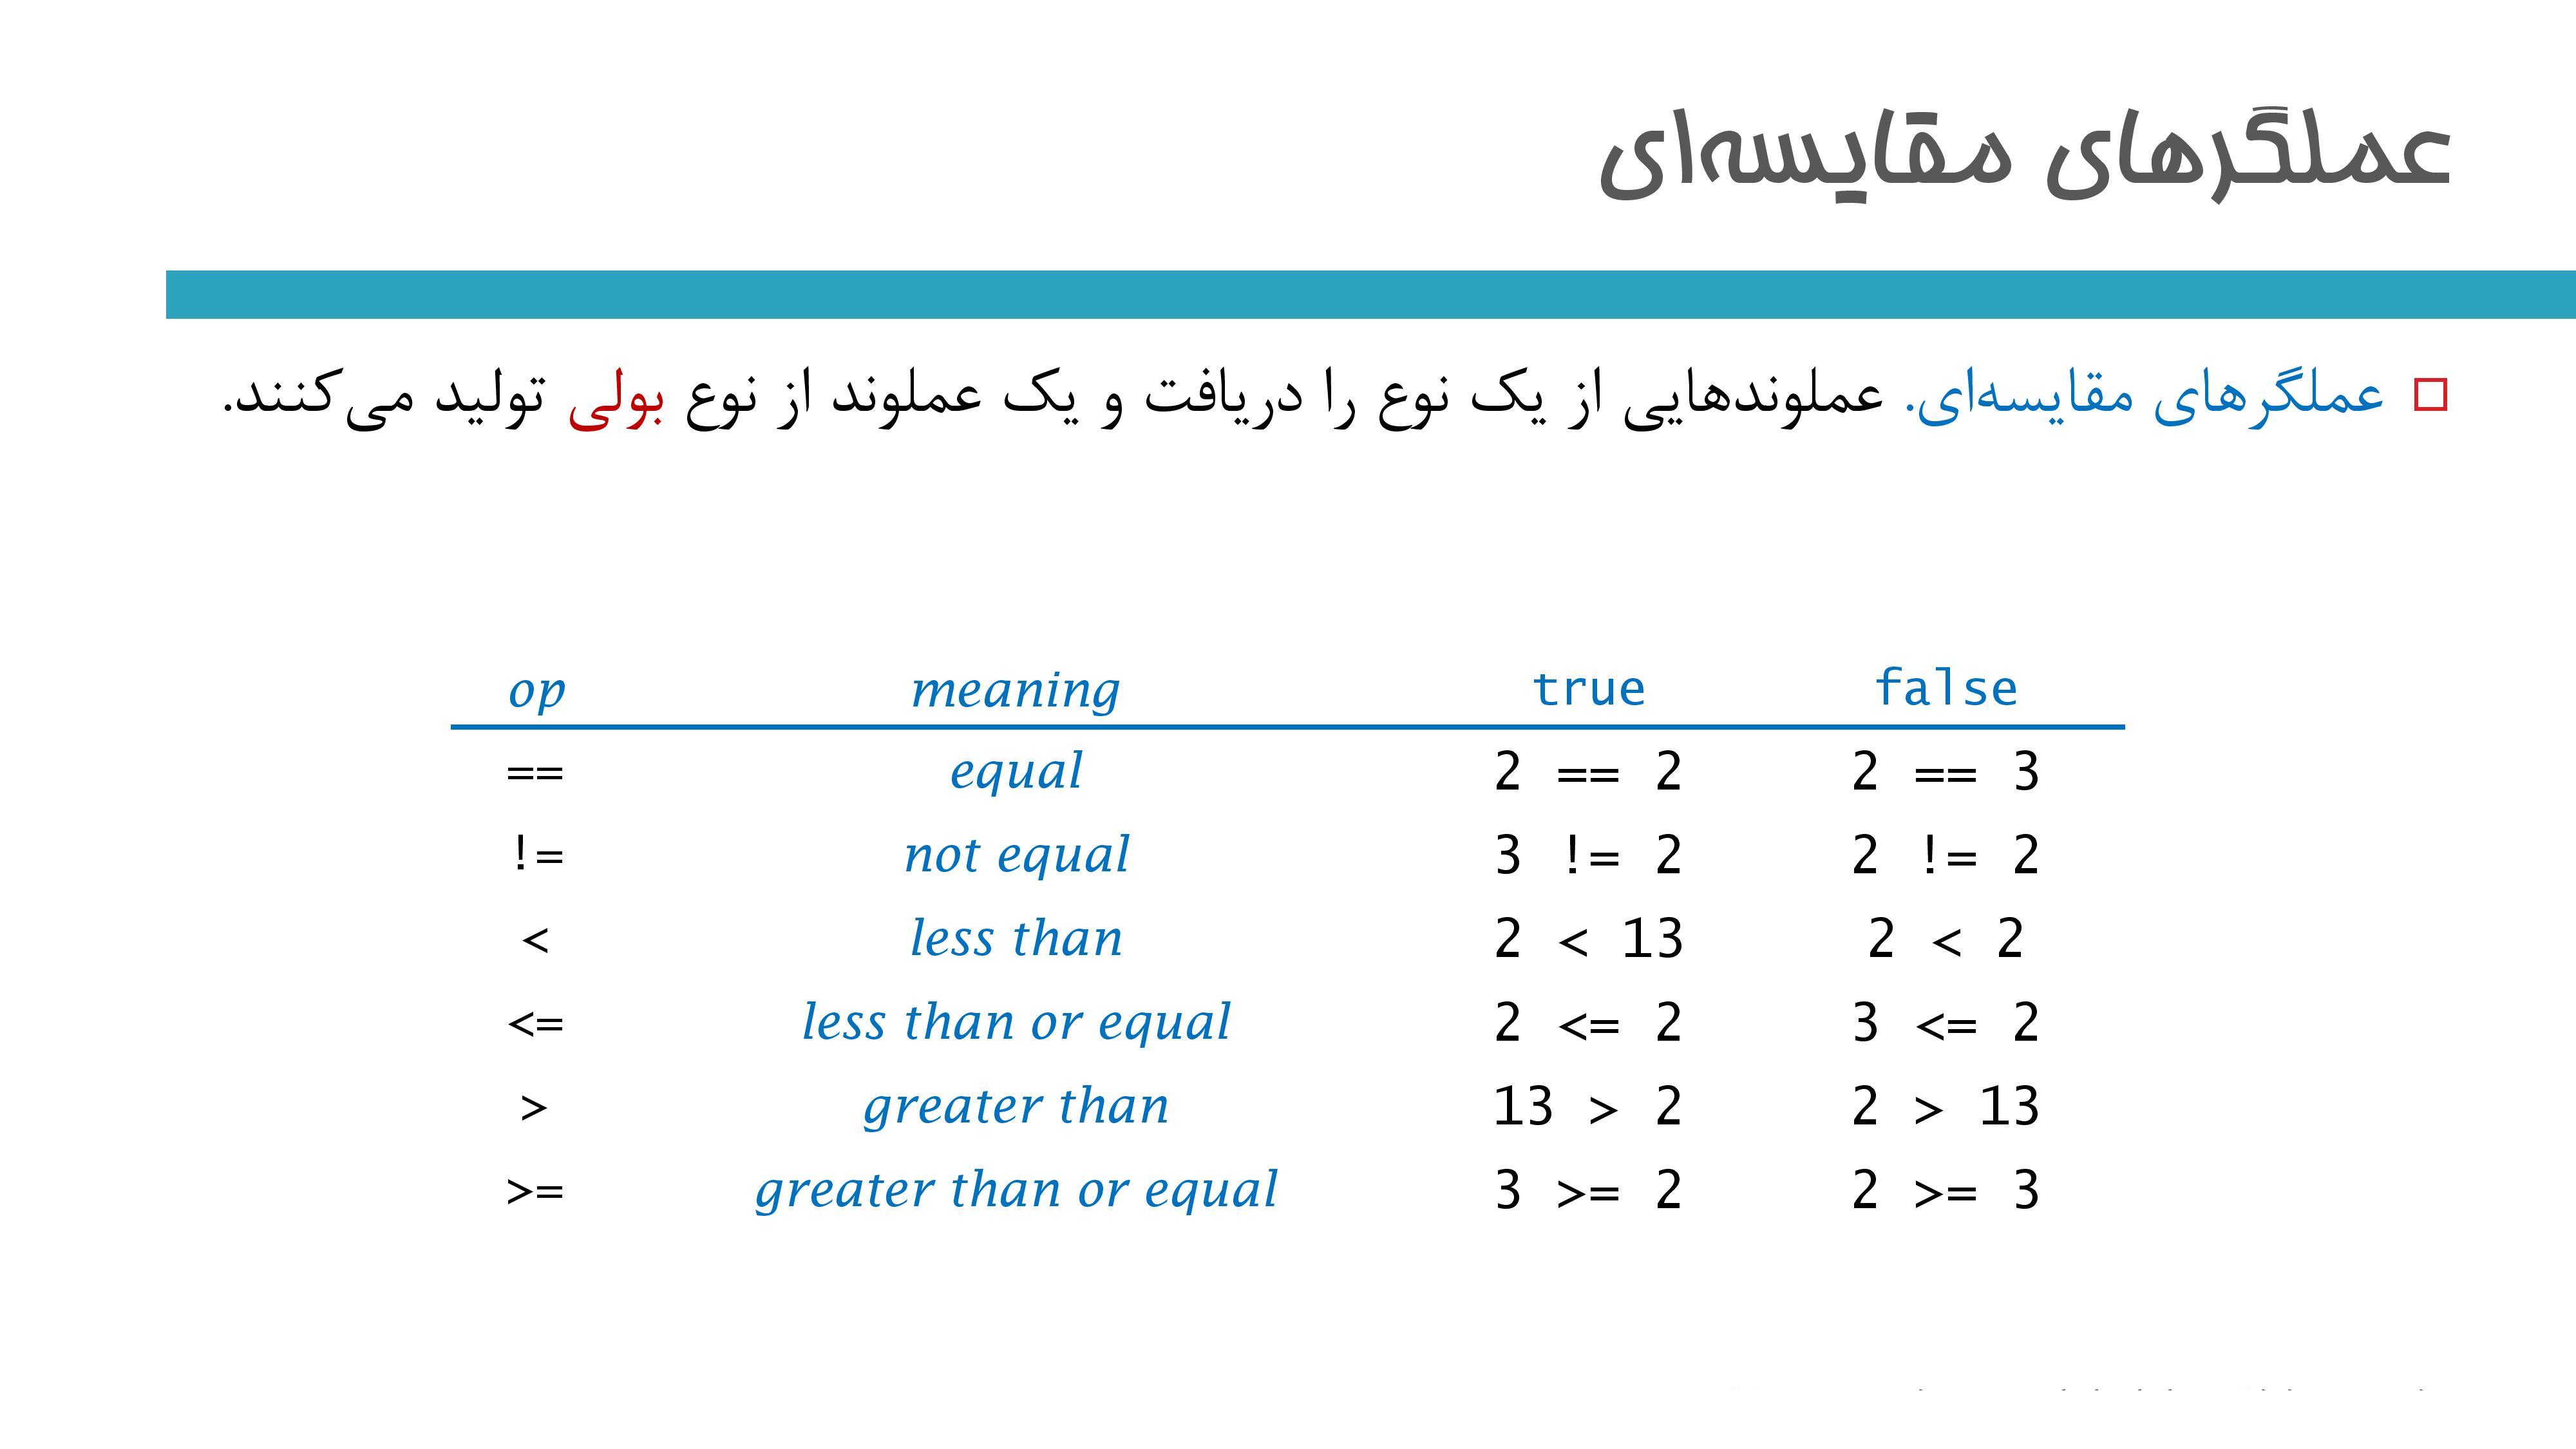 عملگرهای مقایسه‌ای
عملگرهای مقایسه‌ای. عملوندهایی از یک نوع را دریافت و یک عملوند از نوع بولی تولید می‌کنند.
op meaning true false
== equal 2 == 2 2 == 3
!= not equal 3 != 2 2 != 2
< less than 2 < 13 2 < 2
<= less than or equal 2 <= 2 3 <= 2
> greater than 13 > 2 2 > 13
>= greater than or equal 3 >= 2 2 >= 3